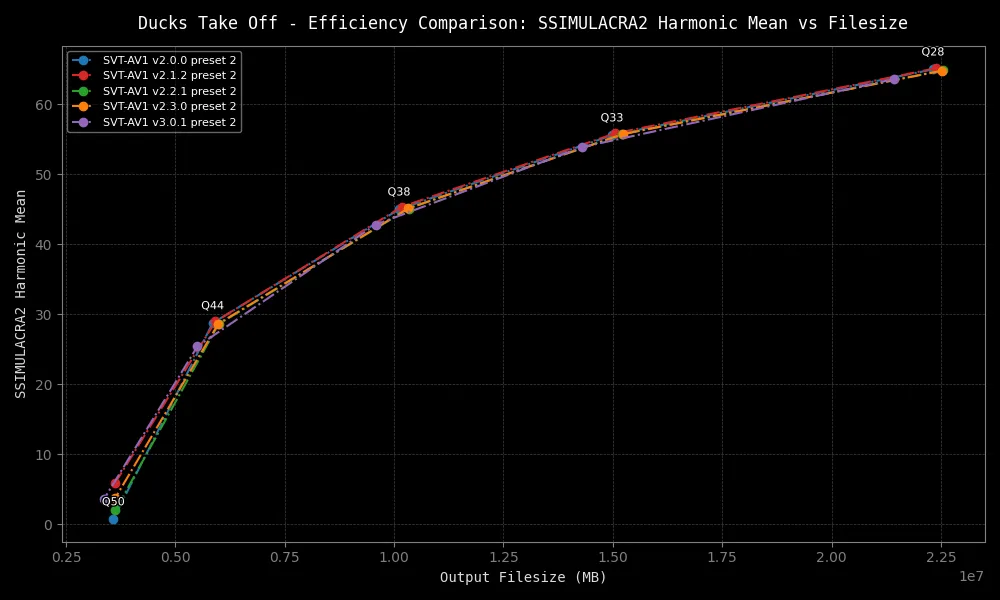 Ducks Take Off - Efficiency Comparison: SSIMULACRA2 Harmonic Mean vs Filesize
SVT-AV1 v2.0.0 preset 2
SVT-AV1 v2.1.2 preset 2
SVT-AV1 v2.2.1 preset 2
SVT-AV1 v2.3.0 preset 2
SVT-AV1 v3.0.1 preset 2
Q28
Q33
Q38
Q44
Q50
SSIMULACRA2 Harmonic Mean
60
50
40
30
20
10
0
0.25 0.50 0.75 1.00 1.25 1.50 1.75 2.00 2.25
1e7
Output Filesize (MB)